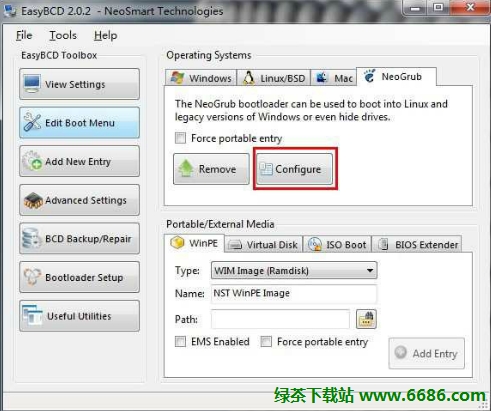 EasyBCD 2.0.2 - NeoSmart Technologies
File Tools Help
EasyBCD Toolbox
View Settings
Edit Boot Menu
Add New Entry
Advanced Settings
BCD Backup/Repair
Bootloader Setup
Useful Utilities
Operating Systems
Windows Linux/BSD Mac NeoGrub
The NeoGrub bootloader can be used to boot into Linux and
legacy versions of Windows or even hide drives.
Force portable entry
Remove Configure
Portable/External Media
WinPE Virtual Disk ISO Boot BIOS Extender
Type: WIM Image (Ramdisk)
Name: NST WinPE Image
Path:
EMS Enabled Force portable entry
Add Entry
绿茶下载站 www.6686.com